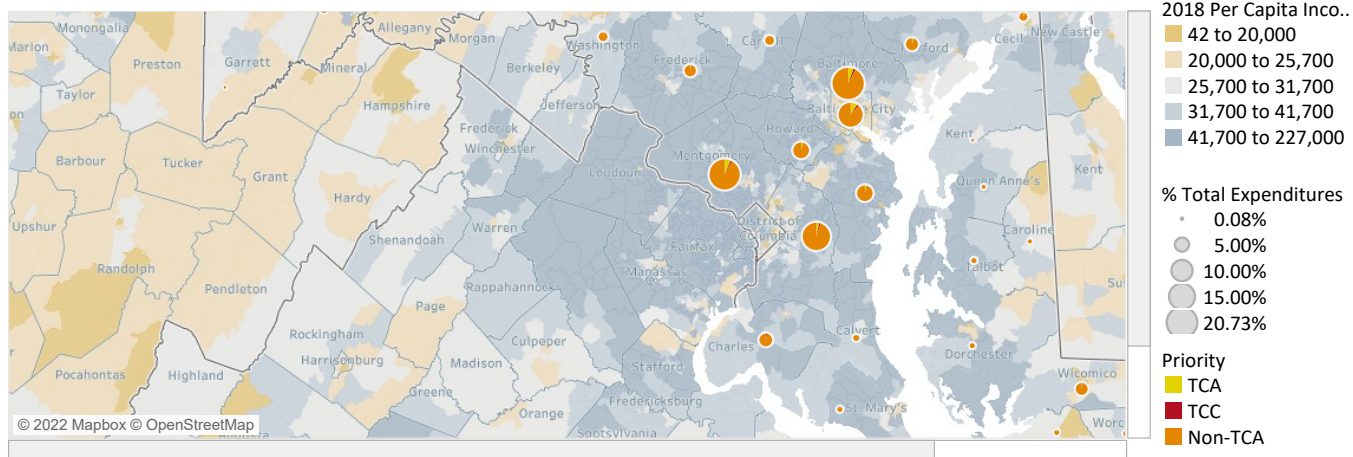 2018 Per Capita Inco..
42 to 20,000
20,000 to 25,700
25,700 to 31,700
31,700 to 41,700
41,700 to 227,000
% Total Expenditures
0.08%
5.00%
10.00%
15.00%
20.73%
Priority
TCA
TCC
Non-TCA
Monongalia
Marion
Preston
Garrett
Allegany
Mineral
Morgan
Washington
Frederick
Cecil
New Castle
Taylor
Hampshire
Berkeley
Jefferson
Baltimore
Frederick
Winchester
Howard
Kent
Barbour
Tucker
Grant
Hardy
Loudoun
Montgomery
Queen Anne's
Kent
Upshur
Shenandoah
Warren
Fairfax
District of
Columbia
Caroline
Randolph
Pendleton
Manassas
Talbot
Rappahannock
Page
Rockingham
Harrisonburg
Culpeper
Charles
Calvert
Dorchester
Pocahontas
Highland
Madison
Stafford
Wicomico
Greene
Orange
Fredericksburg
St. Mary's
© 2022 Mapbox © OpenStreetMap